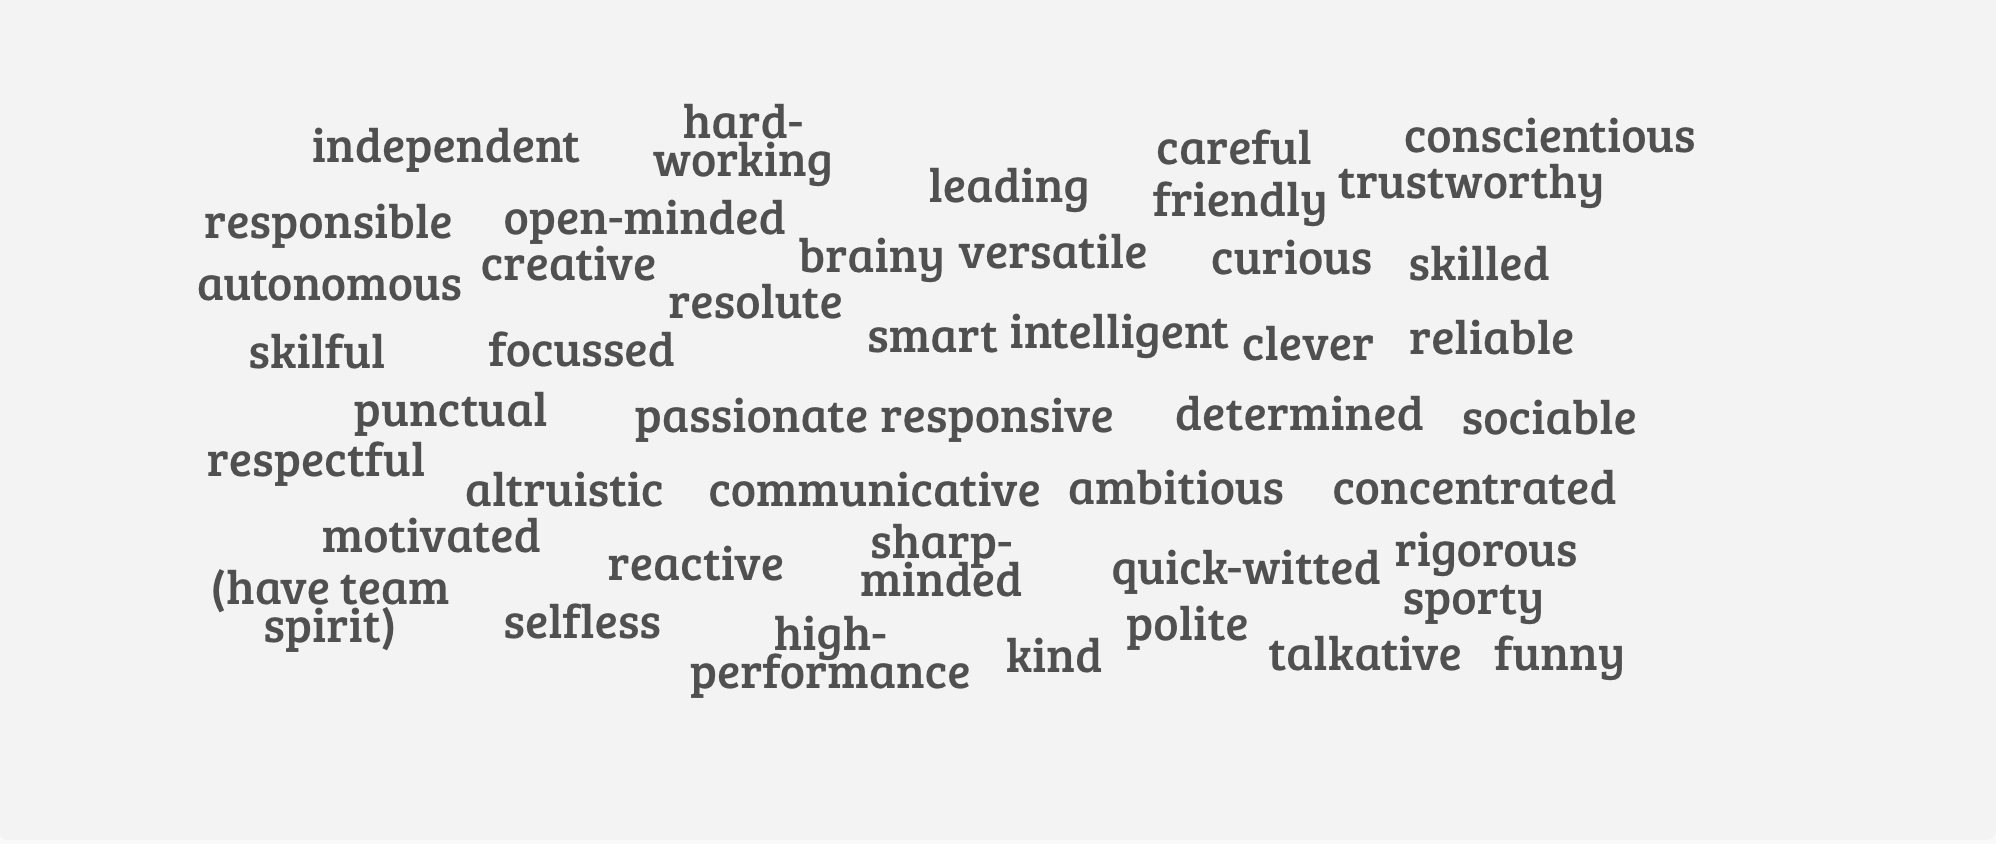 independent
hard-
working
leading
careful
conscientious
friendly
trustworthy
responsible
open-minded
brainy
versatile
curious
skilled
autonomous
creative
resolute
skilful
focussed
smart
intelligent
clever
reliable
punctual
passionate
responsive
determined
sociable
respectful
altruistic
communicative
ambitious
concentrated
motivated
reactive
sharp-
minded
quick-witted
rigorous
(have team
spirit)
selfless
high-
performance
kind
polite
sporty
talkative
funny